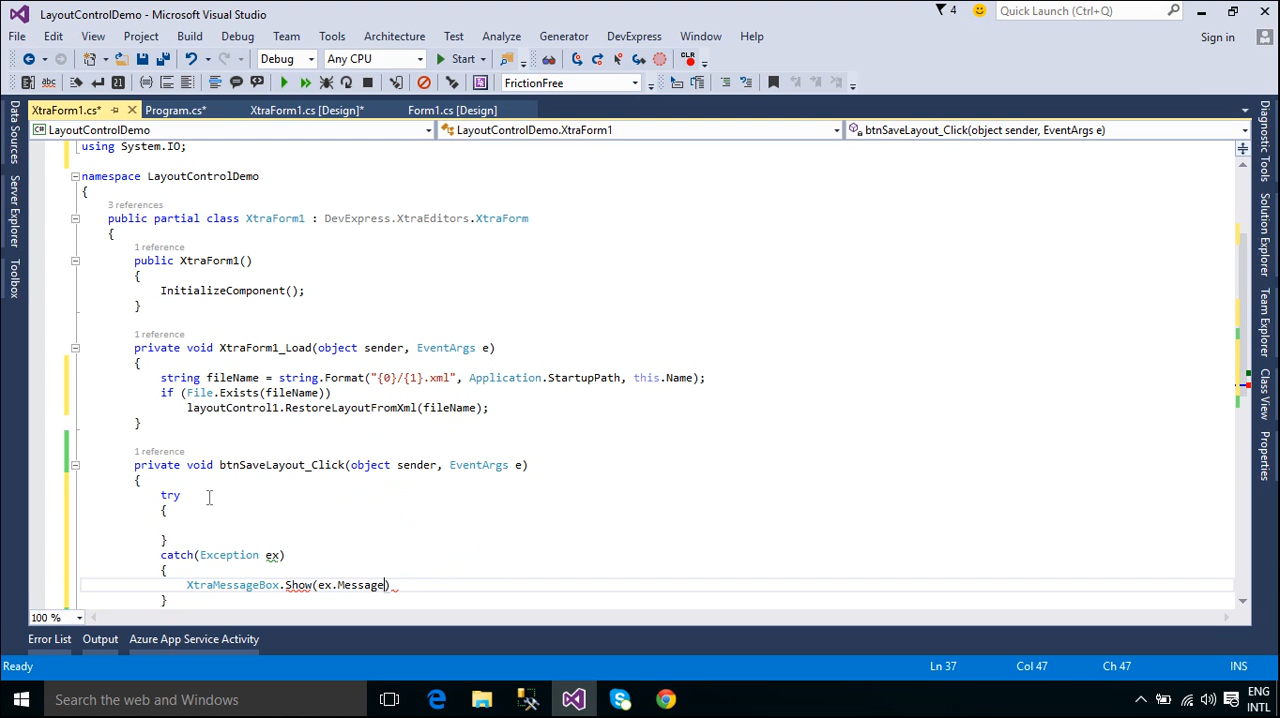 LayoutControlDemo - Microsoft Visual Studio
4
Quick Launch (Ctrl+Q)
File Edit View Project Build Debug Team Tools Architecture Test Analyze Generator DevExpress Window Help
Sign in
Debug Any CPU Start CLR
FrictionFree
XtraForm1.cs* Program.cs* XtraForm1.cs [Design]* Form1.cs [Design]
LayoutControlDemo LayoutControlDemo.XtraForm1 btnSaveLayout_Click(object sender, EventArgs e)
using System.IO;
namespace LayoutControlDemo
{
3 references
public partial class XtraForm1 : DevExpress.XtraEditors.XtraForm
{
1 reference
public XtraForm1()
{
InitializeComponent();
}
1 reference
private void XtraForm1_Load(object sender, EventArgs e)
{
string fileName = string.Format("{0}/{1}.xml", Application.StartupPath, this.Name);
if (File.Exists(fileName))
layoutControl1.RestoreLayoutFromXml(fileName);
}
1 reference
private void btnSaveLayout_Click(object sender, EventArgs e)
{
try
{
}
catch(Exception ex)
{
XtraMessageBox.Show(ex.Message)
}
Data Sources
Server Explorer
Toolbox
Diagnostic Tools
Solution Explorer
Team Explorer
Class View
Properties
100 %
Error List Output Azure App Service Activity
Ready Ln 37 Col 47 Ch 47 INS
Search the web and Windows
ENG
INTL